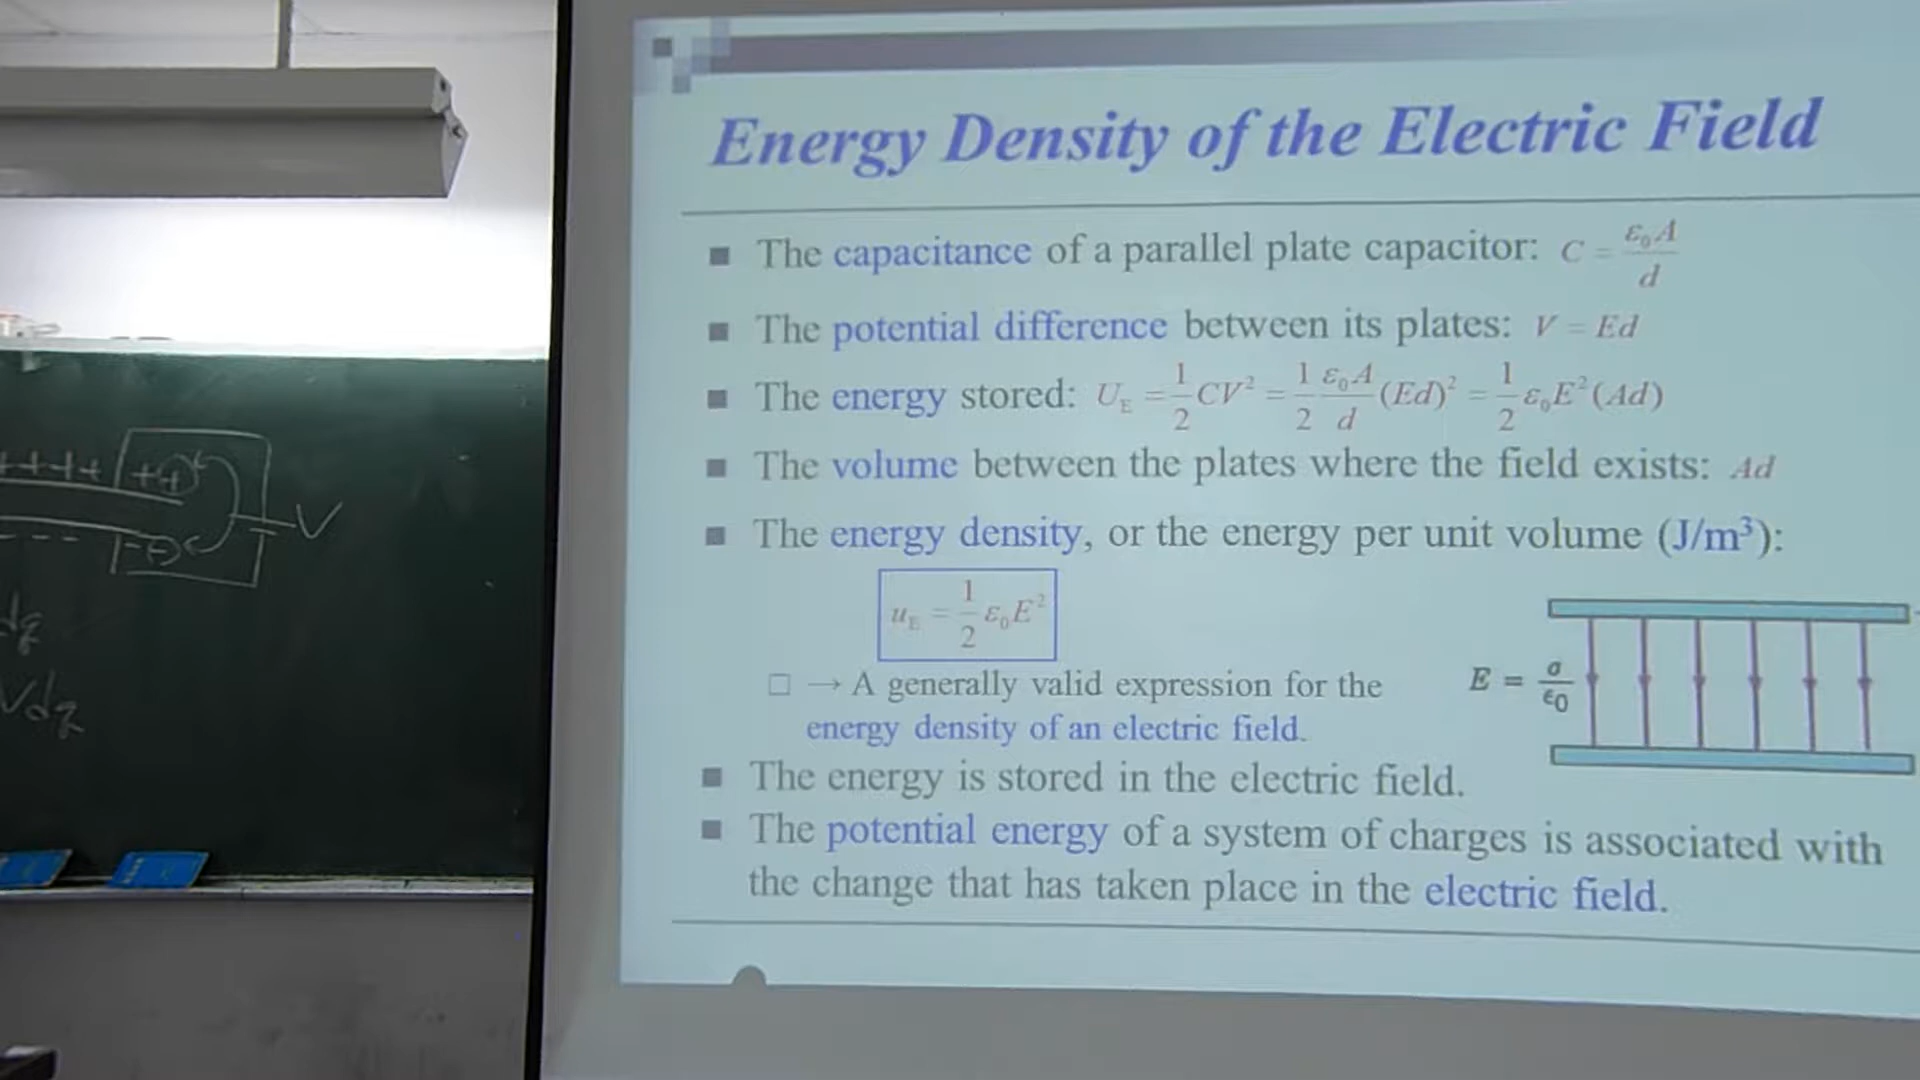 Energy Density of the Electric Field
■ The capacitance of a parallel plate capacitor: C = ε₀A/d
■ The potential difference between its plates: V = Ed
■ The energy stored: U_E = 1/2 CV² = 1/2 ε₀A/d (Ed)² = 1/2 ε₀E²(Ad)
■ The volume between the plates where the field exists: Ad
■ The energy density, or the energy per unit volume (J/m³):
u_E = 1/2 ε₀E²
□ → A generally valid expression for the
energy density of an electric field.
E = σ/ϵ₀
■ The energy is stored in the electric field.
■ The potential energy of a system of charges is associated with
the change that has taken place in the electric field.
++++ ++ +
V
- - - - -
dq
Vdq